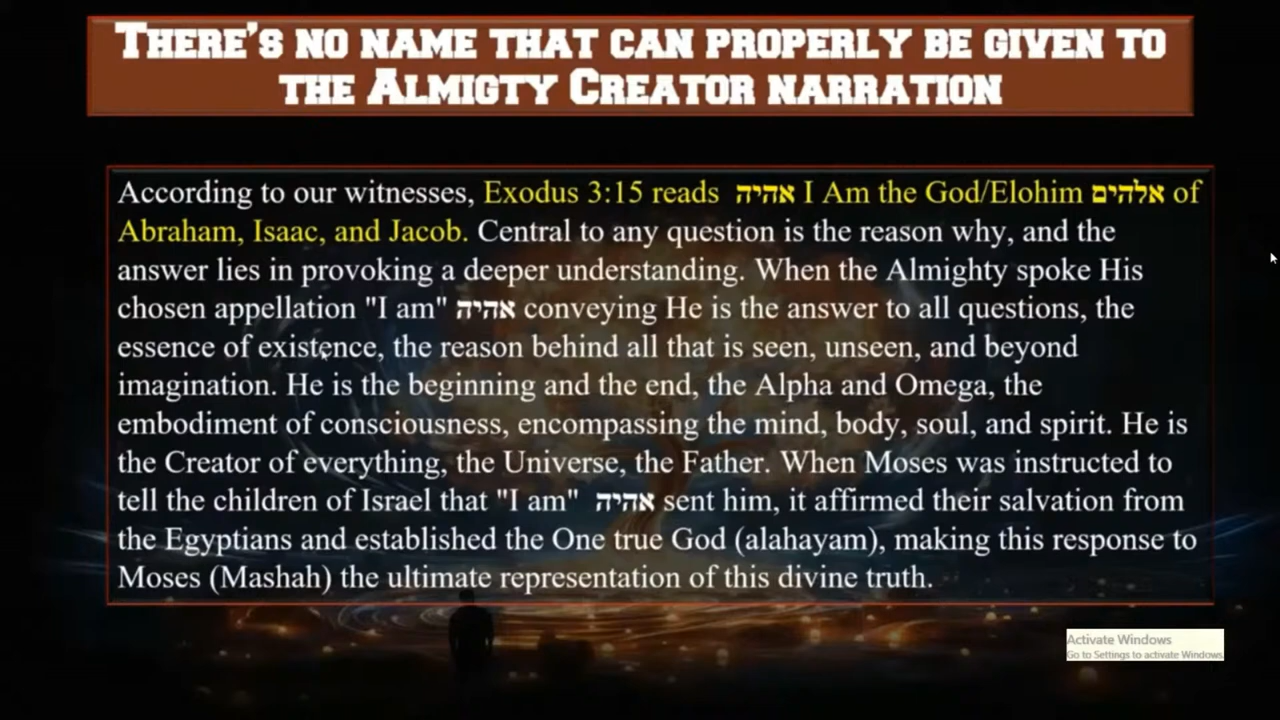 THERE'S NO NAME THAT CAN PROPERLY BE GIVEN TO
THE ALMIGTY CREATOR NARRATION
According to our witnesses, Exodus 3:15 reads אהיה I Am the God/Elohim אלהים of
Abraham, Isaac, and Jacob. Central to any question is the reason why, and the
answer lies in provoking a deeper understanding. When the Almighty spoke His
chosen appellation "I am" אהיה conveying He is the answer to all questions, the
essence of existence, the reason behind all that is seen, unseen, and beyond
imagination. He is the beginning and the end, the Alpha and Omega, the
embodiment of consciousness, encompassing the mind, body, soul, and spirit. He is
the Creator of everything, the Universe, the Father. When Moses was instructed to
tell the children of Israel that "I am" אהיה sent him, it affirmed their salvation from
the Egyptians and established the One true God (alahayam), making this response to
Moses (Mashah) the ultimate representation of this divine truth.
Activate Windows
Go to Settings to activate Windows.